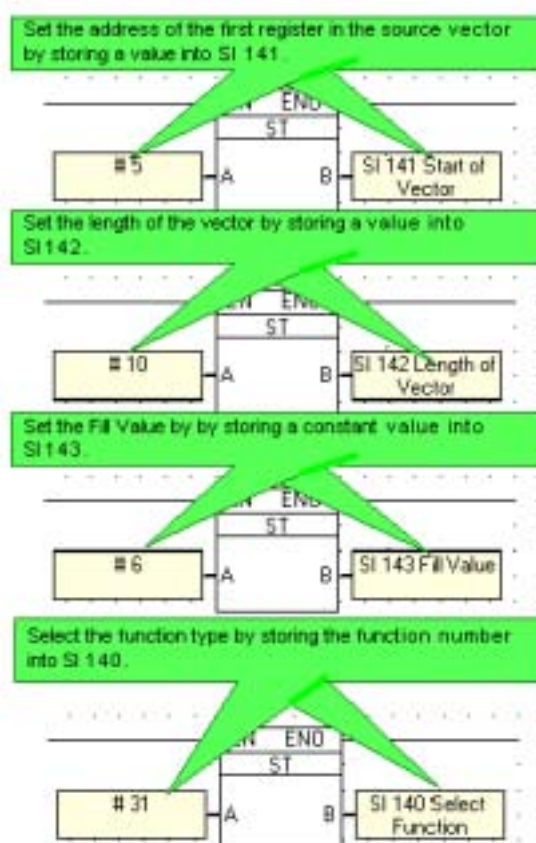 Set the address of the first register in the source vector
by storing a value into SI 141.
EN ENO
ST
# 5
A
B
SI 141 Start of
Vector
Set the length of the vector by storing a value into
SI 142.
EN ENO
ST
# 10
A
B
SI 142 Length of
Vector
Set the Fill Value by by storing a constant value into
SI 143.
EN ENO
ST
# 6
A
B
SI 143 Fill Value
Select the function type by storing the function number
into SI 140.
EN ENO
ST
# 31
A
B
SI 140 Select
Function